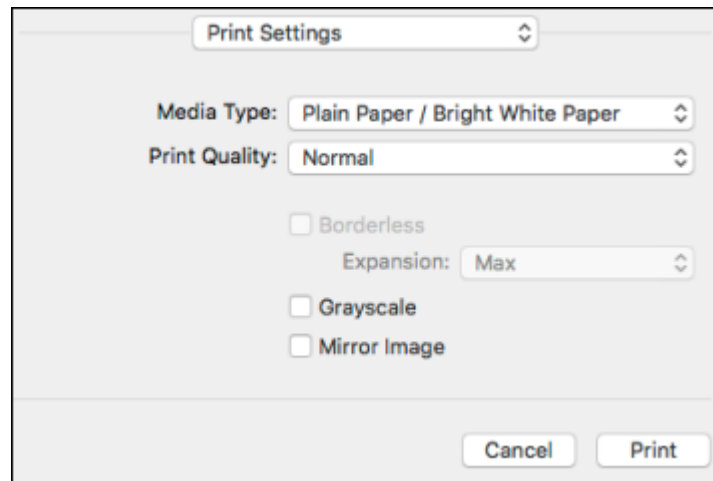 Print Settings
Media Type: Plain Paper / Bright White Paper
Print Quality: Normal
Borderless
Expansion: Max
Grayscale
Mirror Image
Cancel Print